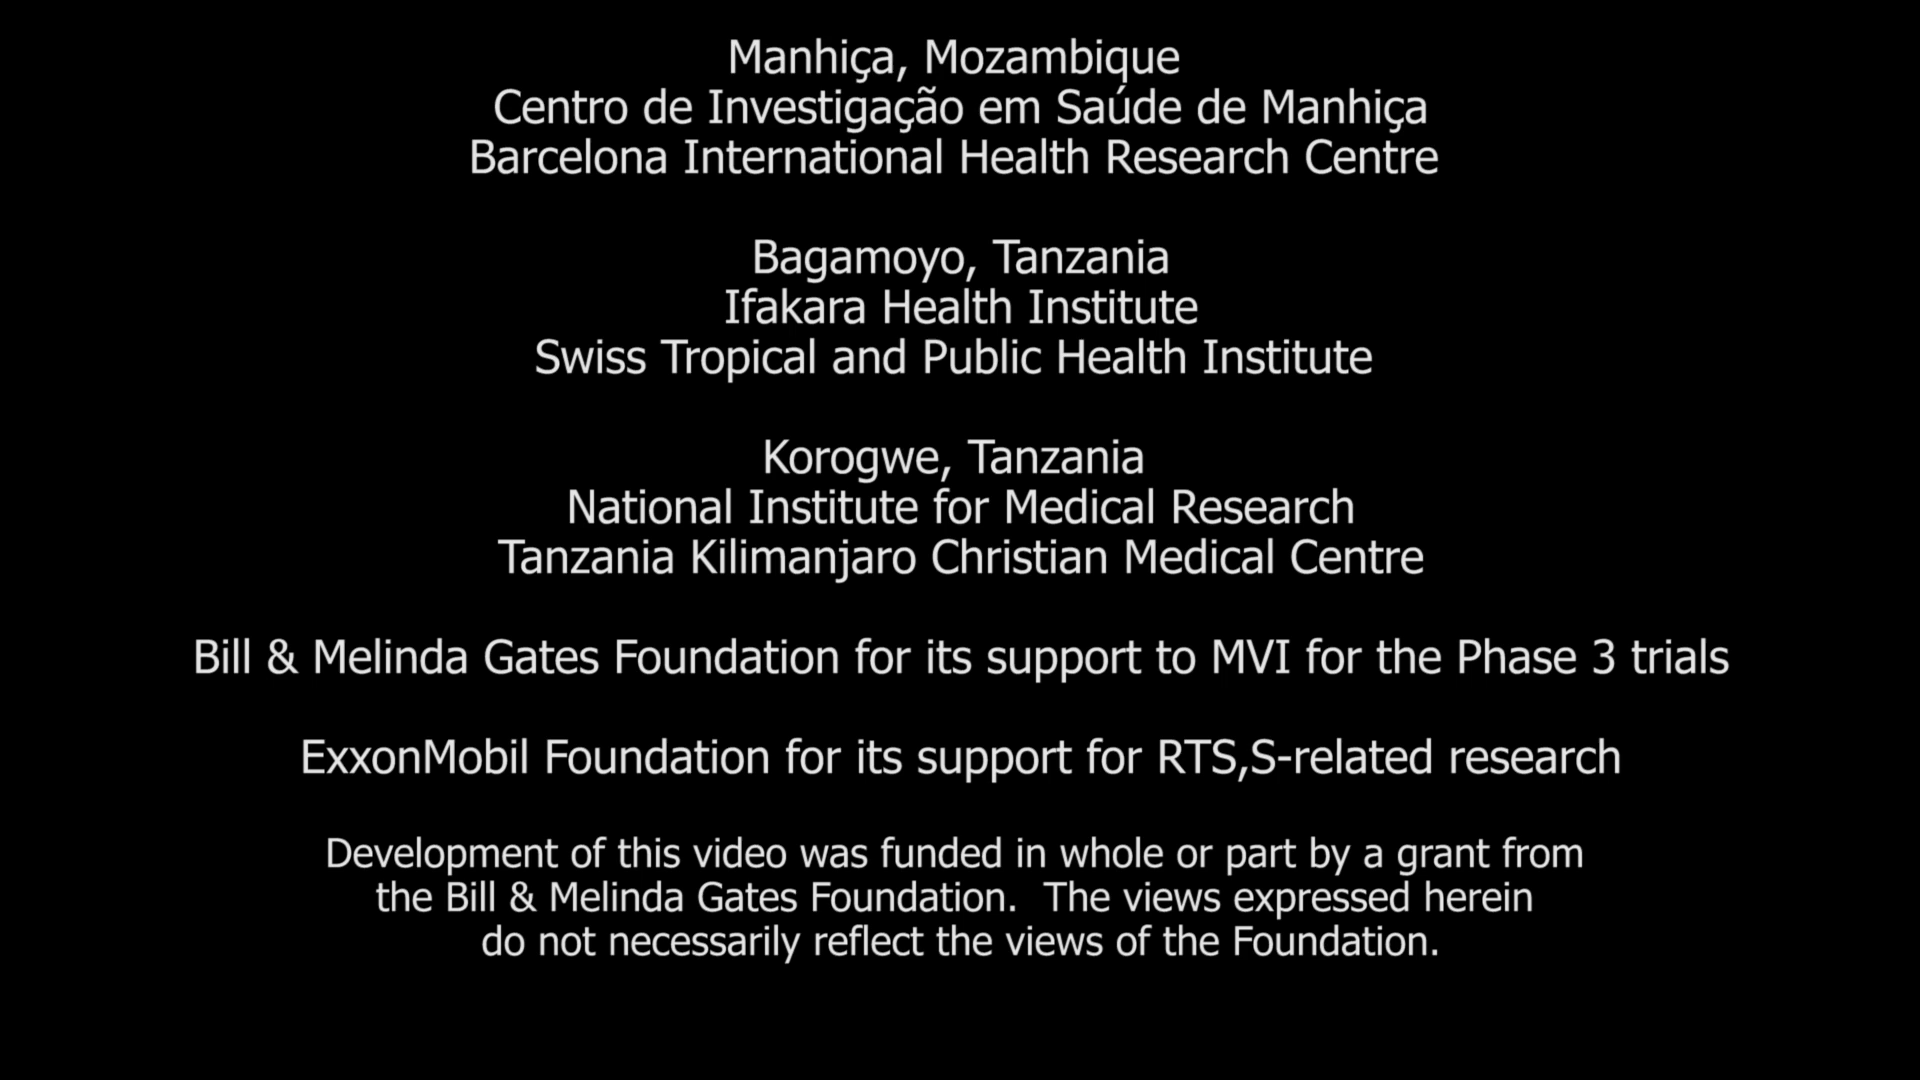 Manhiça, Mozambique
Centro de Investigação em Saúde de Manhiça
Barcelona International Health Research Centre
Bagamoyo, Tanzania
Ifakara Health Institute
Swiss Tropical and Public Health Institute
Korogwe, Tanzania
National Institute for Medical Research
Tanzania Kilimanjaro Christian Medical Centre
Bill & Melinda Gates Foundation for its support to MVI for the Phase 3 trials
ExxonMobil Foundation for its support for RTS,S-related research
Development of this video was funded in whole or part by a grant from
the Bill & Melinda Gates Foundation.  The views expressed herein
do not necessarily reflect the views of the Foundation.